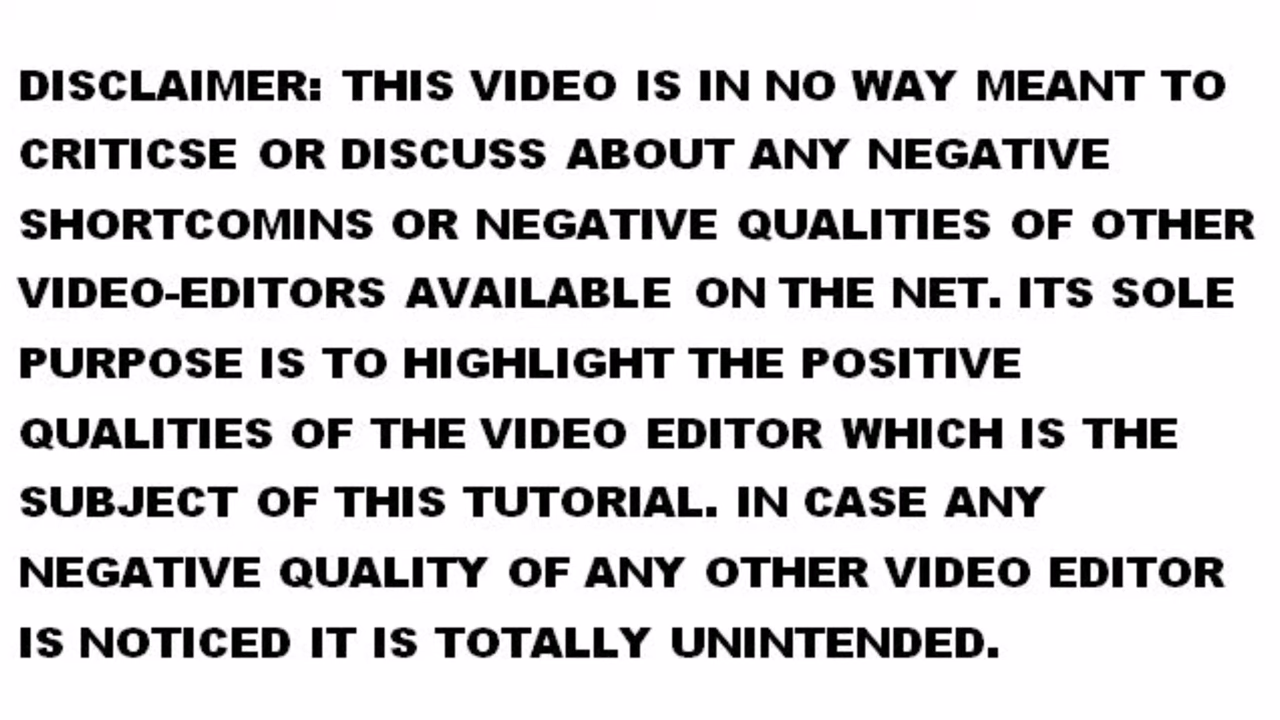 DISCLAIMER: THIS VIDEO IS IN NO WAY MEANT TO
CRITICSE OR DISCUSS ABOUT ANY NEGATIVE
SHORTCOMINS OR NEGATIVE QUALITIES OF OTHER
VIDEO-EDITORS AVAILABLE ON THE NET. ITS SOLE
PURPOSE IS TO HIGHLIGHT THE POSITIVE
QUALITIES OF THE VIDEO EDITOR WHICH IS THE
SUBJECT OF THIS TUTORIAL. IN CASE ANY
NEGATIVE QUALITY OF ANY OTHER VIDEO EDITOR
IS NOTICED IT IS TOTALLY UNINTENDED.